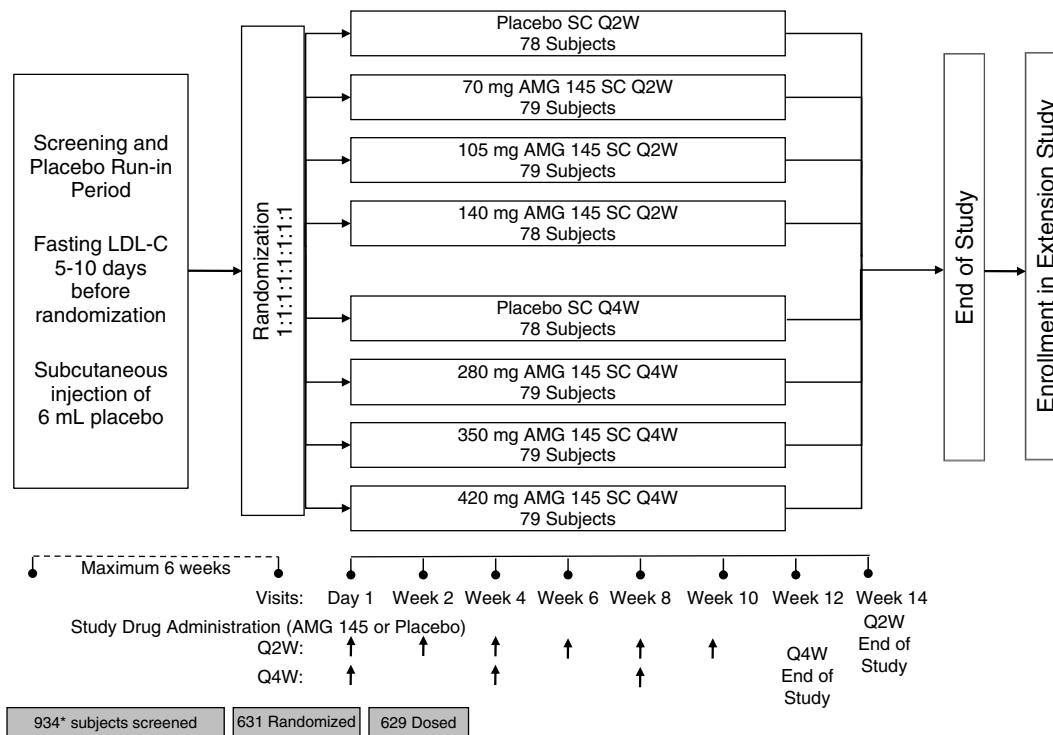 Screening and
Placebo Run-in
Period
Fasting LDL-C
5-10 days
before
randomization
Subcutaneous
injection of
6 mL placebo
Randomization
1:1:1:1:1:1:1:1
Placebo SC Q2W
78 Subjects
70 mg AMG 145 SC Q2W
79 Subjects
105 mg AMG 145 SC Q2W
79 Subjects
140 mg AMG 145 SC Q2W
78 Subjects
Placebo SC Q4W
78 Subjects
280 mg AMG 145 SC Q4W
79 Subjects
350 mg AMG 145 SC Q4W
79 Subjects
420 mg AMG 145 SC Q4W
79 Subjects
End of Study
Enrollment in Extension Study
Maximum 6 weeks
Visits: Day 1 Week 2 Week 4 Week 6 Week 8 Week 10 Week 12 Week 14
Study Drug Administration (AMG 145 or Placebo)
Q2W:
Q4W:
Q4W
End of
Study
Q2W
End of
Study
934* subjects screened
631 Randomized
629 Dosed